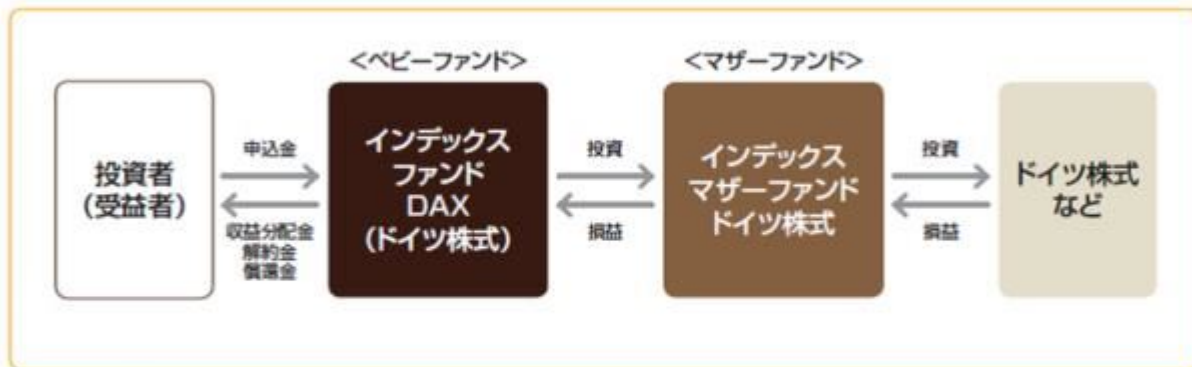 <ベビーファンド>
<マザーファンド>
投資者
(受益者)
申込金
収益分配金
解約金
償還金
インデックス
ファンド
DAX
(ドイツ株式)
投資
損益
インデックス
マザーファンド
ドイツ株式
投資
損益
ドイツ株式
など